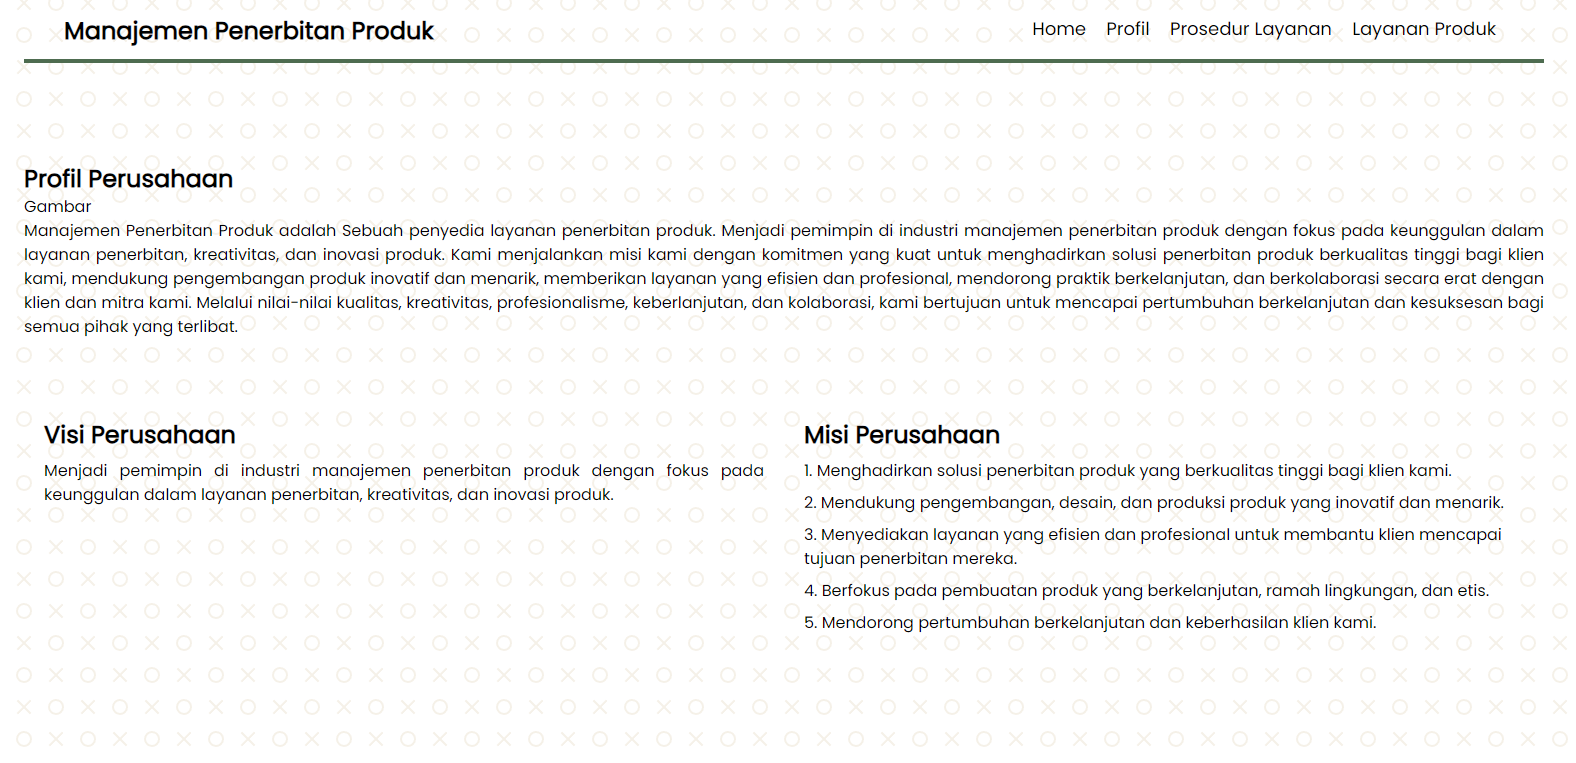 Manajemen Penerbitan Produk
Home Profil Prosedur Layanan Layanan Produk
Profil Perusahaan
Gambar
Manajemen Penerbitan Produk adalah Sebuah penyedia layanan penerbitan produk. Menjadi pemimpin di industri manajemen penerbitan produk dengan fokus pada keunggulan dalam
layanan penerbitan, kreativitas, dan inovasi produk. Kami menjalankan misi kami dengan komitmen yang kuat untuk menghadirkan solusi penerbitan produk berkualitas tinggi bagi klien
kami, mendukung pengembangan produk inovatif dan menarik, memberikan layanan yang efisien dan profesional, mendorong praktik berkelanjutan, dan berkolaborasi secara erat dengan
klien dan mitra kami. Melalui nilai-nilai kualitas, kreativitas, profesionalisme, keberlanjutan, dan kolaborasi, kami bertujuan untuk mencapai pertumbuhan berkelanjutan dan kesuksesan bagi
semua pihak yang terlibat.
Visi Perusahaan
Menjadi pemimpin di industri manajemen penerbitan produk dengan fokus pada
keunggulan dalam layanan penerbitan, kreativitas, dan inovasi produk.
Misi Perusahaan
1. Menghadirkan solusi penerbitan produk yang berkualitas tinggi bagi klien kami.
2. Mendukung pengembangan, desain, dan produksi produk yang inovatif dan menarik.
3. Menyediakan layanan yang efisien dan profesional untuk membantu klien mencapai
tujuan penerbitan mereka.
4. Berfokus pada pembuatan produk yang berkelanjutan, ramah lingkungan, dan etis.
5. Mendorong pertumbuhan berkelanjutan dan keberhasilan klien kami.